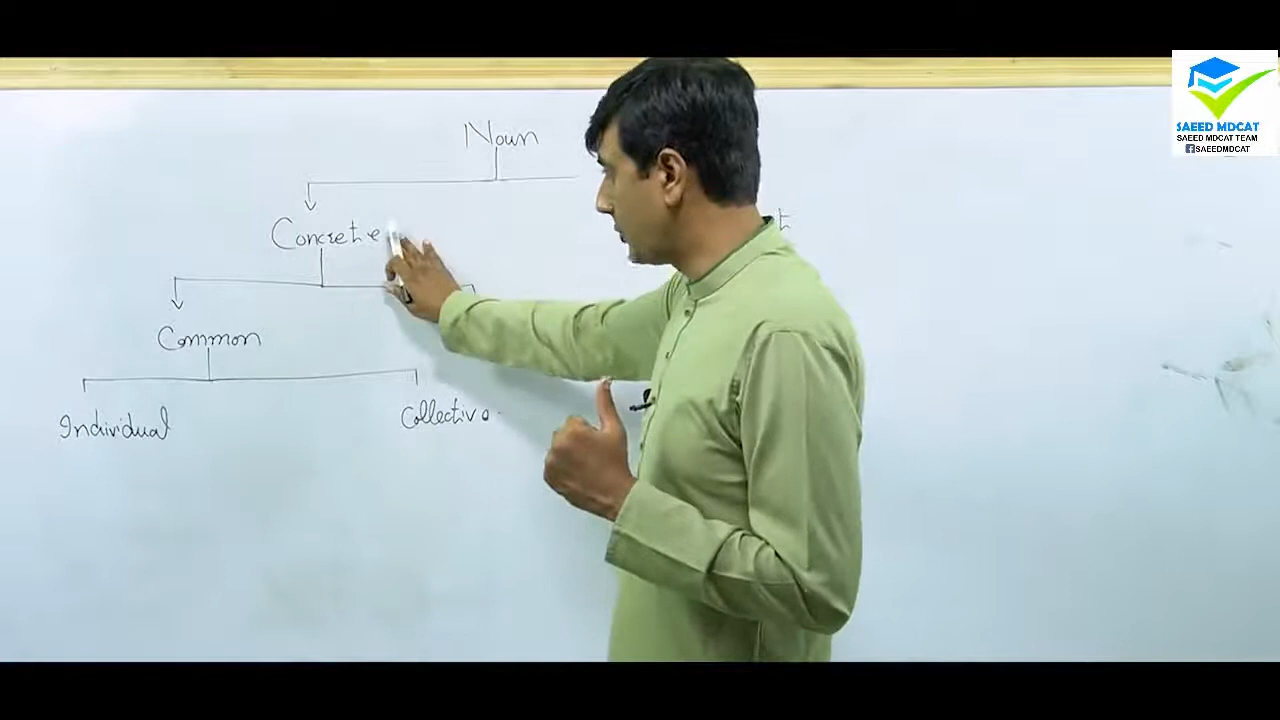 Noun
Concrete
Common
Individual
Collective
SAEED MDCAT
SAEED MDCAT TEAM
SAEEDMDCAT